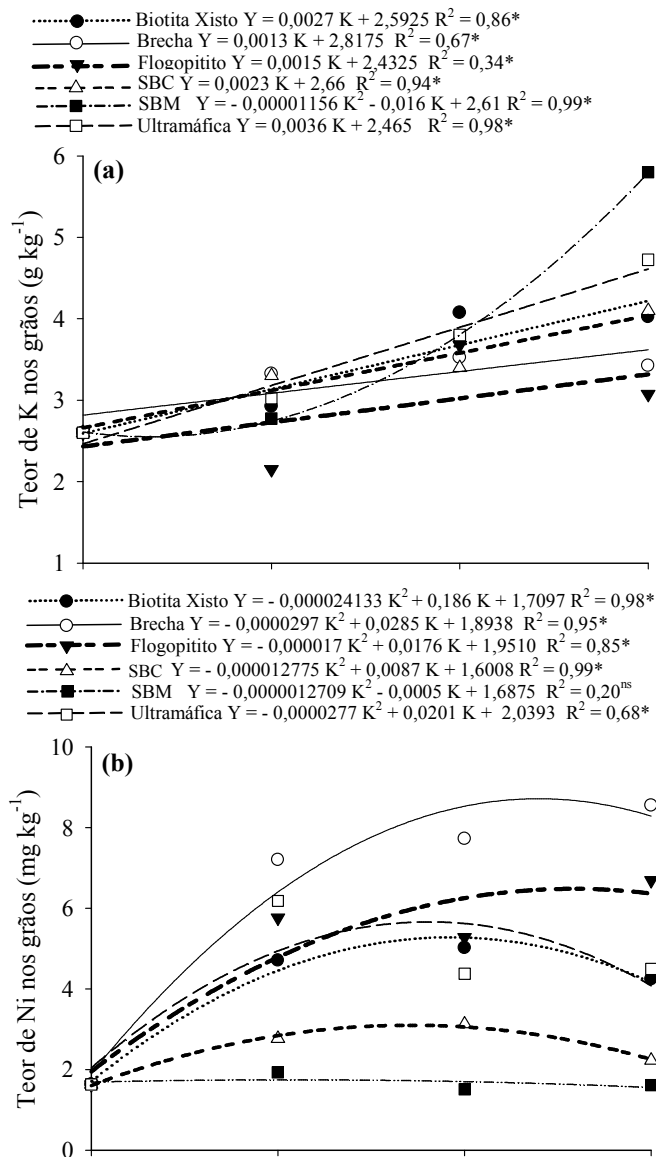 Biotita Xisto Y = 0,0027 K + 2,5925 R² = 0,86*
Brecha Y = 0,0013 K + 2,8175 R² = 0,67*
Flogopitito Y = 0,0015 K + 2,4325 R² = 0,34*
SBC Y = 0,0023 K + 2,66 R² = 0,94*
SBM Y = - 0,00001156 K² - 0,016 K + 2,61 R² = 0,99*
Ultramáfica Y = 0,0036 K + 2,465 R² = 0,98*
(a)
Teor de K nos grãos (g kg⁻¹)
6
5
4
3
2
1
Biotita Xisto Y = - 0,000024133 K² + 0,186 K + 1,7097 R² = 0,98*
Brecha Y = -0,0000297 K² + 0,0285 K + 1,8938 R² = 0,95*
Flogopitito Y = -0,000017 K² + 0,0176 K + 1,9510 R² = 0,85*
SBC Y = -0,000012775 K² + 0,0087 K + 1,6008 R² = 0,99*
SBM Y = - 0,0000012709 K² - 0,0005 K + 1,6875 R² = 0,20ⁿˢ
Ultramáfica Y = - 0,0000277 K² + 0,0201 K + 2,0393 R² = 0,68*
(b)
Teor de Ni nos grãos (mg kg⁻¹)
10
8
6
4
2
0